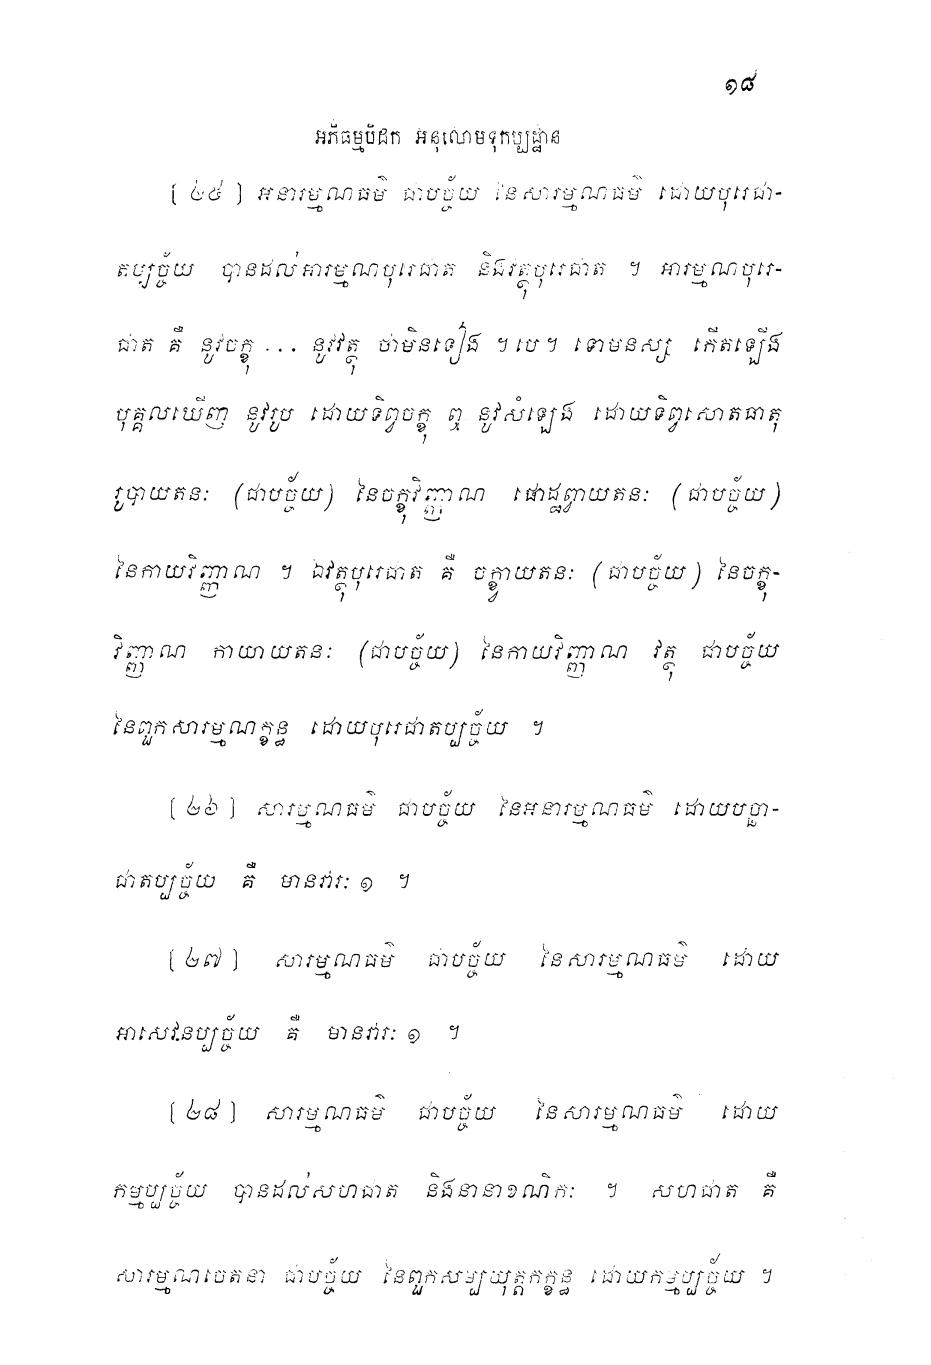 ១៨
អភិធម្មបិដក អនុលោមទុកប្បដ្ឋាន
[ ២៥ ] អនារម្មណធម៌ ជាបច្ច័យ នៃសារម្មណធម៌ ដោយបុរេជា-
តប្បច្ច័យ បានដល់អារម្មណបុរេជាត និងវត្ថុបុរេជាត ។ អារម្មណបុរេ-
ជាត គឺ នូវចក្ខុ ... នូវវត្ថុ ថាមិនទៀង ។បេ។ ទោមនស្ស កើតឡើង
បុគ្គលឃើញ នូវរូប ដោយទិព្វចក្ខុ ឮ នូវសំឡេង ដោយទិព្វសោតធាតុ
រូបាយតនៈ (ជាបច្ច័យ) នៃចក្ខុវិញ្ញាណ ផោដ្ឋព្វាយតនៈ (ជាបច្ច័យ)
នៃកាយវិញ្ញាណ ។ ឯវត្ថុបុរេជាត គឺ ចក្ខ្វាយតនៈ (ជាបច្ច័យ) នៃចក្ខុ-
វិញ្ញាណ កាយាយតនៈ (ជាបច្ច័យ) នៃកាយវិញ្ញាណ វត្ថុ ជាបច្ច័យ
នៃពួកសារម្មណក្ខន្ធ ដោយបុរេជាតប្បច្ច័យ ។
[ ២៦ ] សារម្មណធម៌ ជាបច្ច័យ នៃអនារម្មណធម៌ ដោយបច្ឆា-
ជាតប្បច្ច័យ គឺ មានវារៈ ១ ។
[ ២៧ ] សារម្មណធម៌ ជាបច្ច័យ នៃសារម្មណធម៌ ដោយ
អាសេវនប្បច្ច័យ គឺ មានវារៈ ១ ។
[ ២៨ ] សារម្មណធម៌ ជាបច្ច័យ នៃសារម្មណធម៌ ដោយ
កម្មប្បច្ច័យ បានដល់សហជាត និងនានាខណិកៈ ។ សហជាត គឺ
សារម្មណចេតនា ជាបច្ច័យ នៃពួកសម្បយុត្តកក្ខន្ធ ដោយកម្មប្បច្ច័យ ។